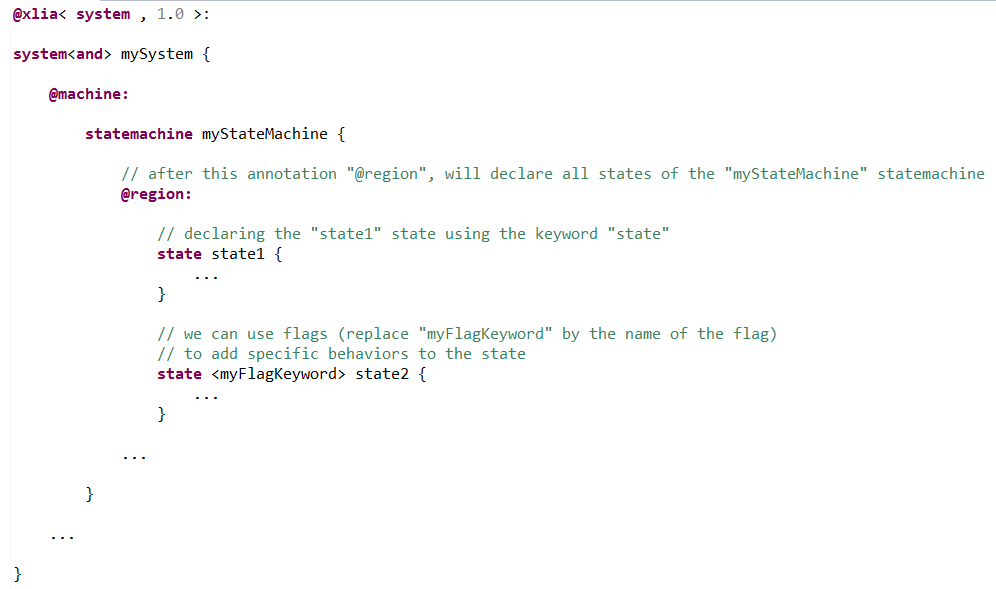 @xlia< system , 1.0 >:
system<and> mySystem {
@machine:
statemachine myStateMachine {
// after this annotation "@region", will declare all states of the "myStateMachine" statemachine
@region:
// declaring the "state1" state using the keyword "state"
state state1 {
...
}
// we can use flags (replace "myFlagKeyword" by the name of the flag)
// to add specific behaviors to the state
state <myFlagKeyword> state2 {
...
}
...
}
...
}